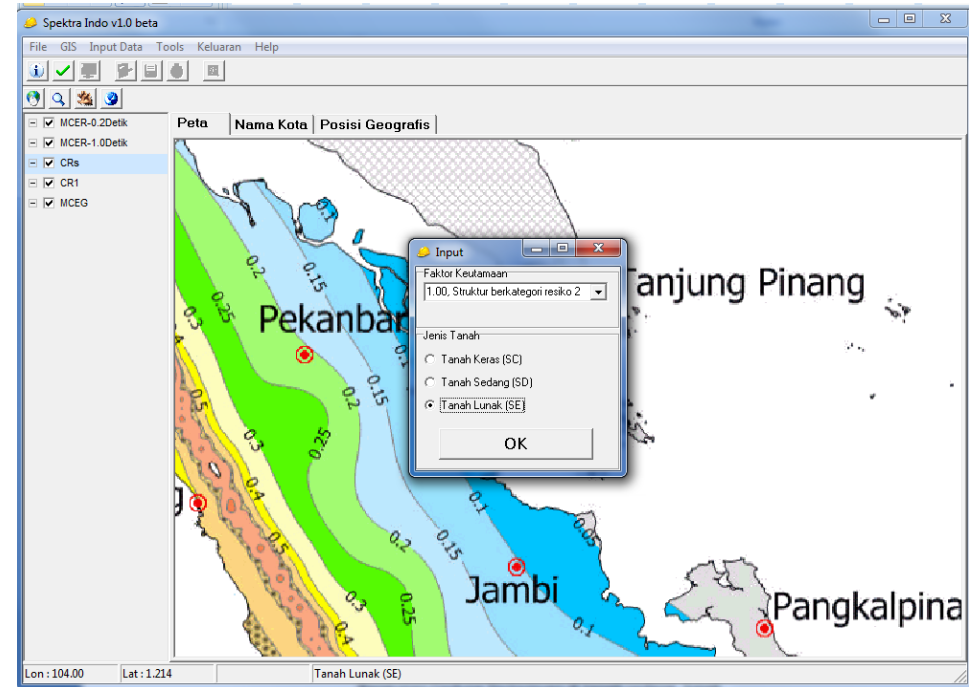 Spektra Indo v1.0 beta
File GIS Input Data Tools Keluaran Help
MCER-0.2Detik
MCER-1.0Detik
CRs
CR1
MCEG
Peta Nama Kota Posisi Geografis
0.1
0.2
0.15
0.25
0.3
Pekanbar
anjung Pinang
Input
Faktor Keutamaan
1.00, Struktur berkategori resiko 2
Jenis Tanah
Tanah Keras (SC)
Tanah Sedang (SD)
Tanah Lunak (SE)
OK
0.15
0.2
0.5
0.3
0.25
0.4
0.1
0.05
0.5
0.2
0.15
g
Jambi
Pangkalpina
0.3
0.25
0.4
0.1
Lon : 104.00 Lat : 1.214 Tanah Lunak (SE)